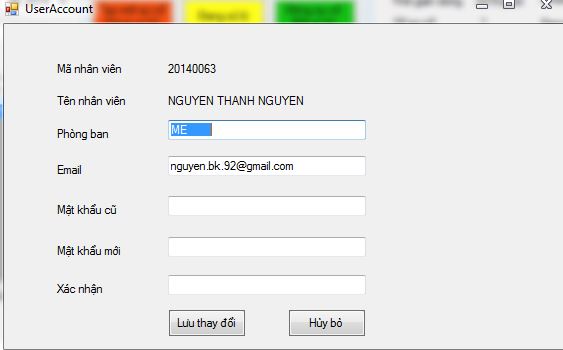 UserAccount
Mã nhân viên 20140063
Tên nhân viên NGUYEN THANH NGUYEN
Phòng ban ME
Email nguyen.bk.92@gmail.com
Mật khẩu cũ
Mật khẩu mới
Xác nhận
Lưu thay đổi Hủy bỏ